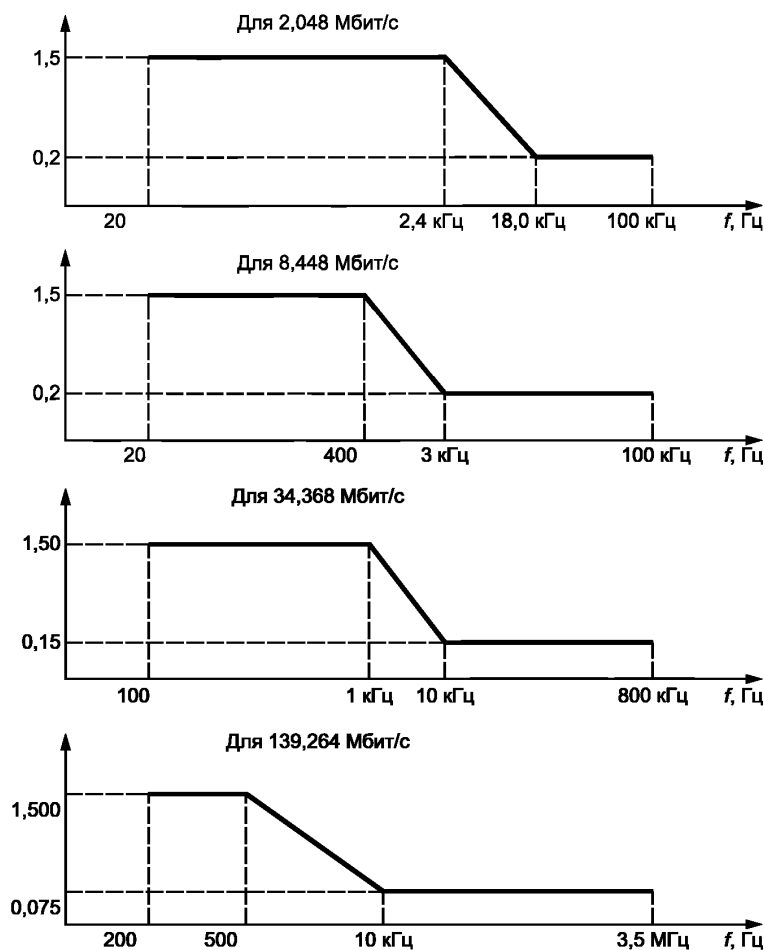 Для 2,048 Мбит/с
1,5
0,2
20 2,4 кГц 18,0 кГц 100 кГц f, Гц
Для 8,448 Мбит/с
1,5
0,2
20 400 3 кГц 100 кГц f, Гц
Для 34,368 Мбит/с
1,50
0,15
100 1 кГц 10 кГц 800 кГц f, Гц
Для 139,264 Мбит/с
1,500
0,075
200 500 10 кГц 3,5 МГц f, Гц